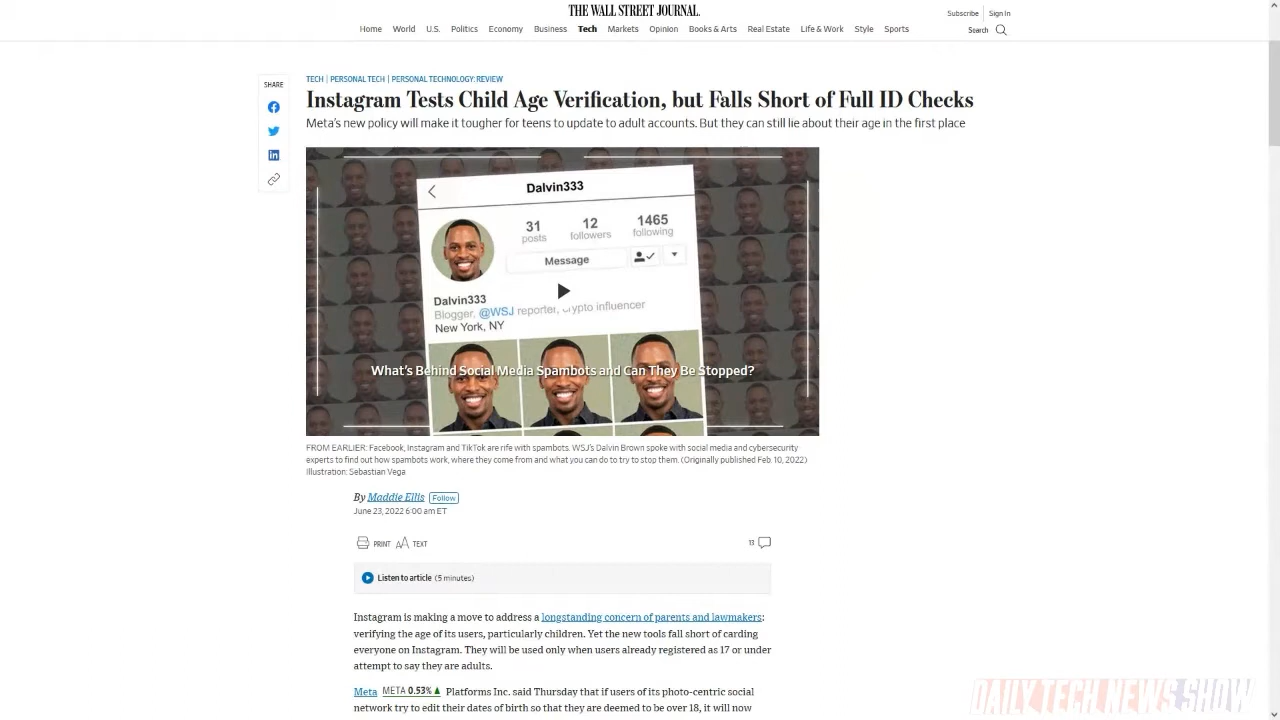 THE WALL STREET JOURNAL.
Subscribe Sign In
Home World U.S. Politics Economy Business Tech Markets Opinion Books & Arts Real Estate Life & Work Style Sports
Search
SHARE
TECH | PERSONAL TECH | PERSONAL TECHNOLOGY: REVIEW
Instagram Tests Child Age Verification, but Falls Short of Full ID Checks
Meta's new policy will make it tougher for teens to update to adult accounts. But they can still lie about their age in the first place
Dalvin333
31 12 1465
posts followers following
Message
Dalvin333
Blogger. @WSJ reporter, crypto influencer
New York, NY
What's Behind Social Media Spambots and Can They Be Stopped?
FROM EARLIER: Facebook, Instagram and TikTok are rife with spambots. WSJ's Dalvin Brown spoke with social media and cybersecurity
experts to find out how spambots work, where they come from and what you can do to try to stop them. (Originally published Feb. 10, 2022)
Illustration: Sebastian Vega
By Maddie Ellis Follow
June 23, 2022 6:00 am ET
PRINT AA TEXT
13
Listen to article (5 minutes)
Instagram is making a move to address a longstanding concern of parents and lawmakers:
verifying the age of its users, particularly children. Yet the new tools fall short of carding
everyone on Instagram. They will be used only when users already registered as 17 or under
attempt to say they are adults.
Meta META 0.53% ▲ Platforms Inc. said Thursday that if users of its photo-centric social
network try to edit their dates of birth so that they are deemed to be over 18, it will now
DAILY TECH NEWS SHOW